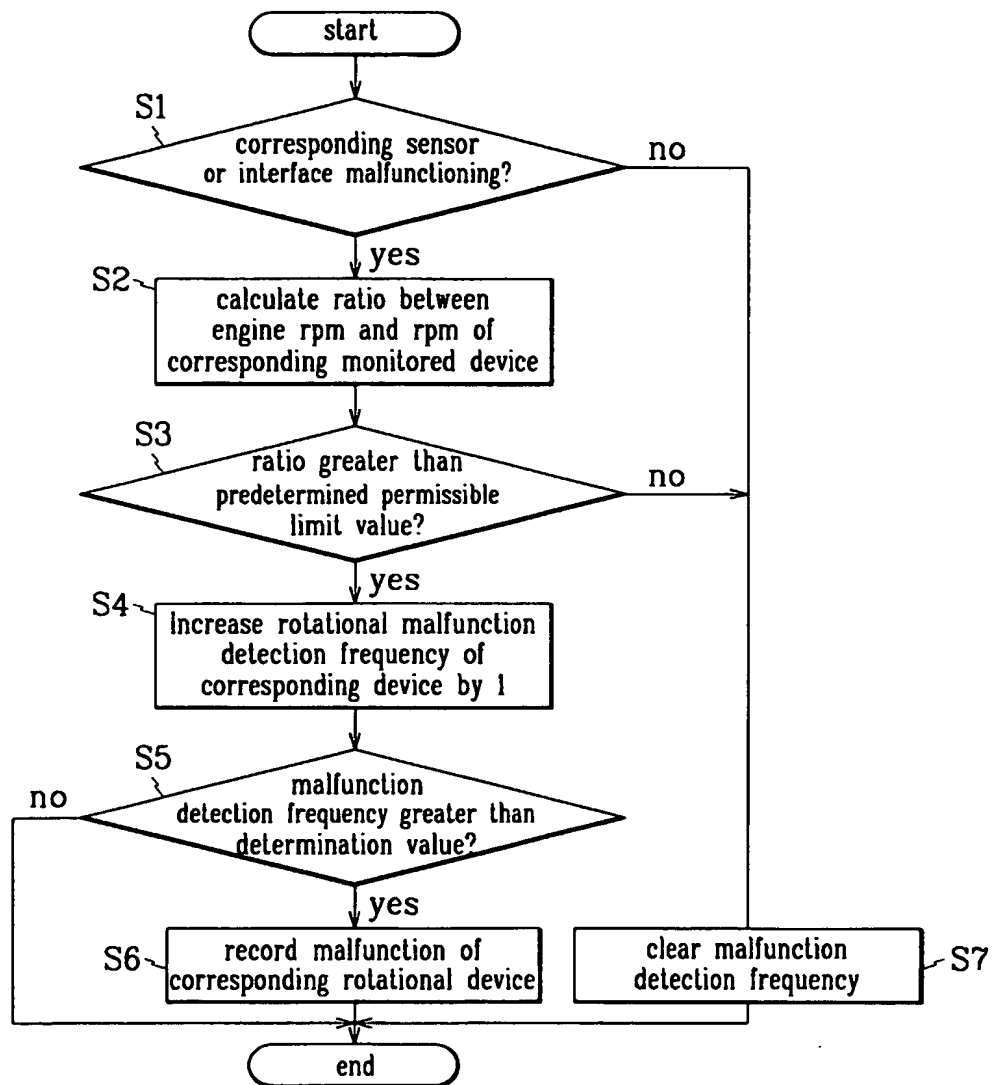 start
S1
corresponding sensor
or interface malfunctioning?
no
yes
S2
calculate ratio between
engine rpm and rpm of
corresponding monitored device
S3
ratio greater than
predetermined permissible
limit value?
no
yes
S4
Increase rotational malfunction
detection frequency of
corresponding device by 1
S5
malfunction
detection frequency greater than
determination value?
no
yes
S6
record malfunction of
corresponding rotational device
clear malfunction
detection frequency
S7
end